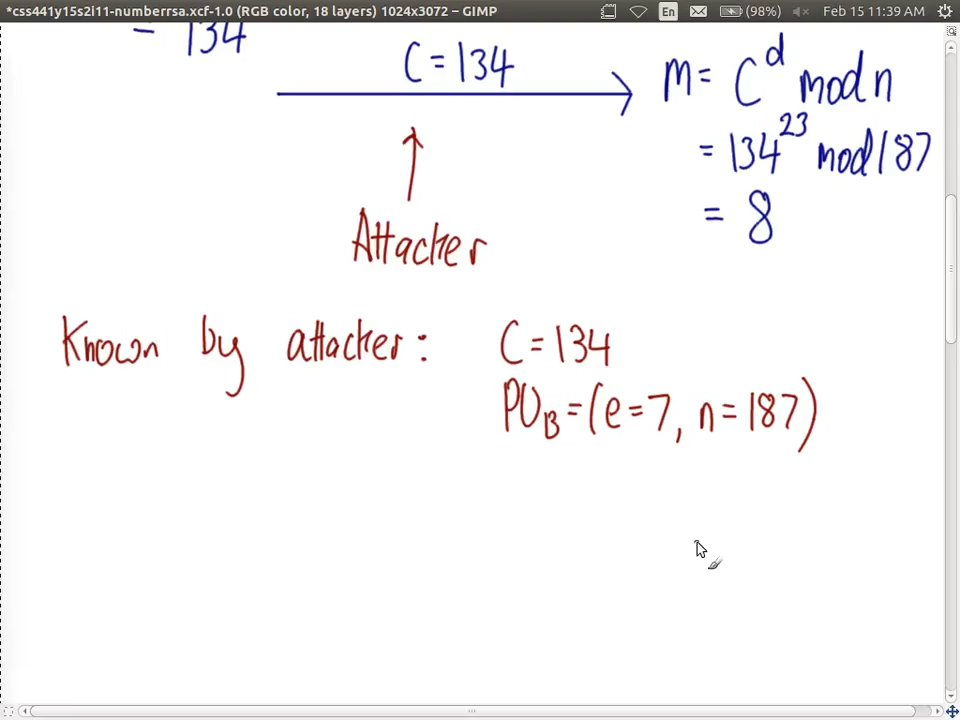 *css441y15s2i11-numberrsa.xcf-1.0 (RGB color, 18 layers) 1024x3072 – GIMP En (98%) Feb 15 11:39 AM
= 134
C = 134
M = C^d mod n
= 134^23 mod 187
= 8
Attacker
Known by attacker: C = 134
PU_B = (e = 7, n = 187)